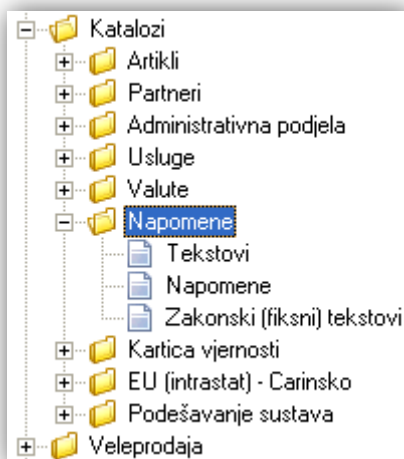 Katalozi
Artikli
Partneri
Administrativna podjela
Usluge
Valute
Napomene
Tekstovi
Napomene
Zakonski (fiksni) tekstovi
Kartica vjernosti
EU (intrastat) - Carinsko
Podešavanje sustava
Veleprodaja